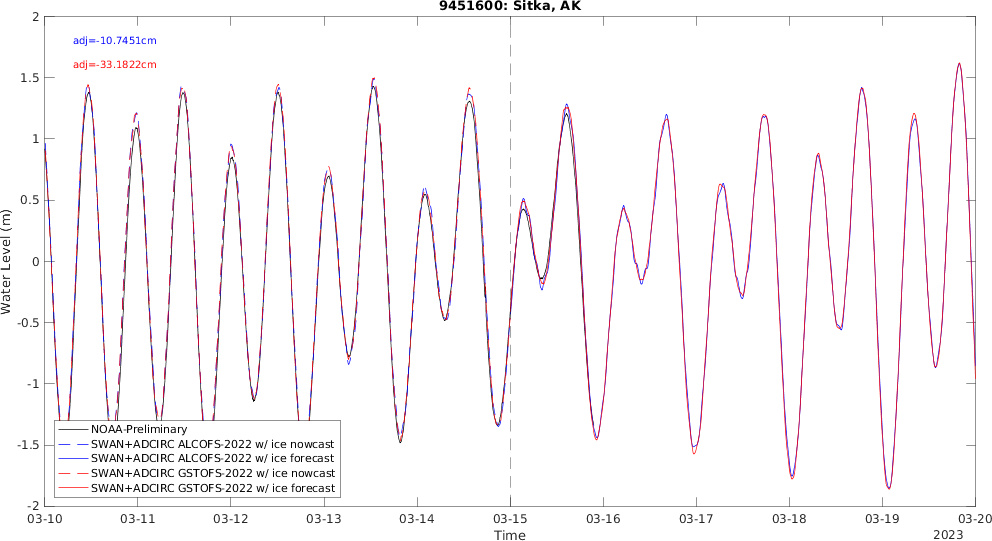 9451600: Sitka, AK
adj=-10.7451cm
adj=-33.1822cm
Water Level (m)
2
1.5
1
0.5
0
-0.5
-1
-1.5
-2
NOAA-Preliminary
SWAN+ADCIRC ALCOFS-2022 w/ ice nowcast
SWAN+ADCIRC ALCOFS-2022 w/ ice forecast
SWAN+ADCIRC GSTOFS-2022 w/ ice nowcast
SWAN+ADCIRC GSTOFS-2022 w/ ice forecast
03-10 03-11 03-12 03-13 03-14 03-15 03-16 03-17 03-18 03-19 03-20
Time
2023